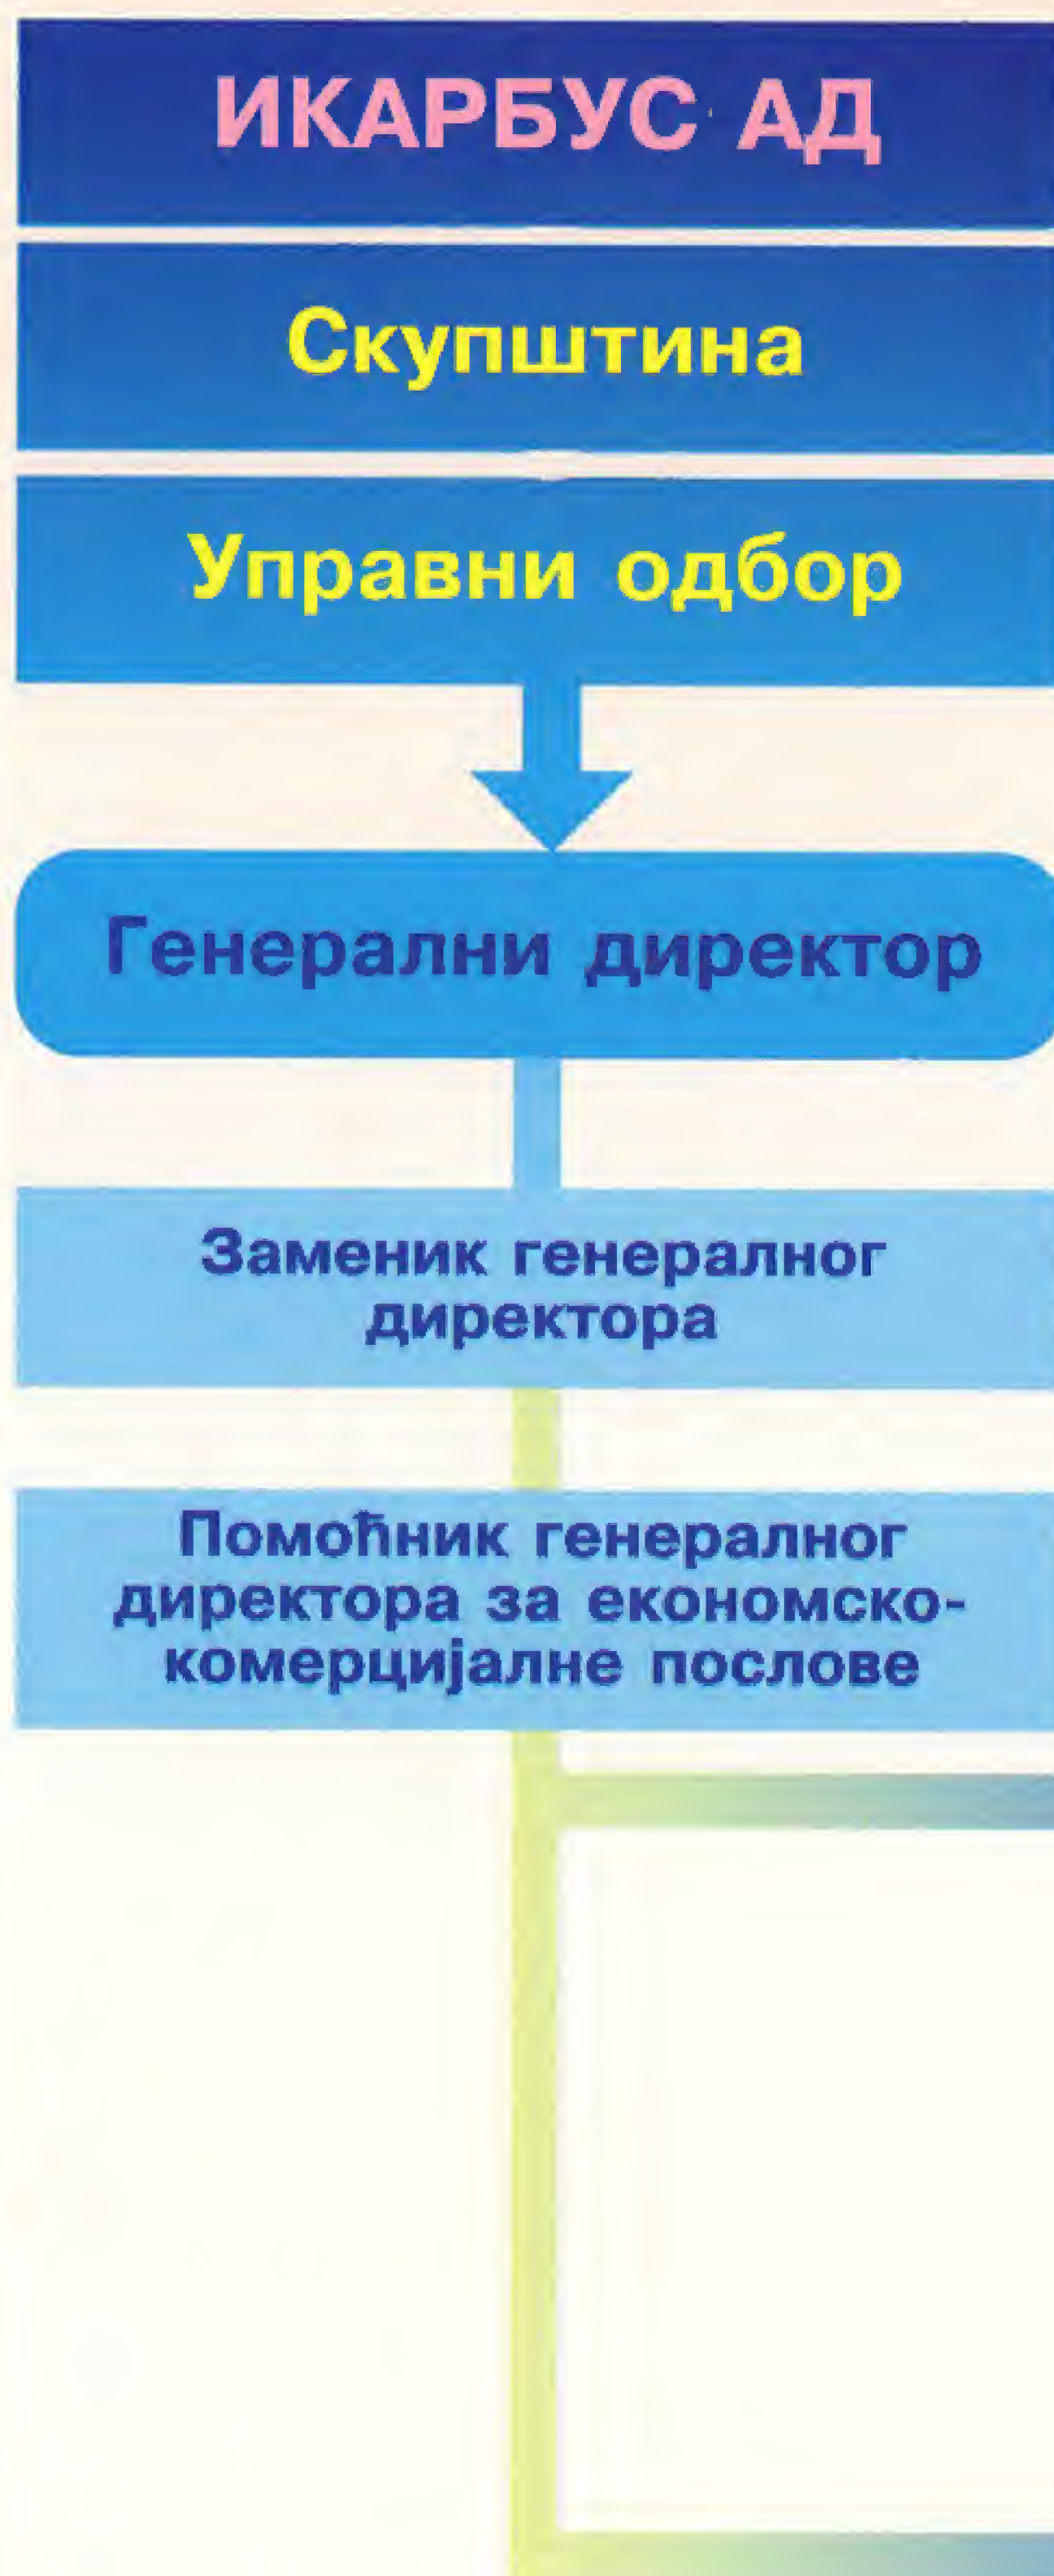 ИКАРБУС АД
Скупштина
Управни одбор
Генерални директор
Заменик генералног
директора
Помоћник генералног
директора за економско-
комерцијалне послове